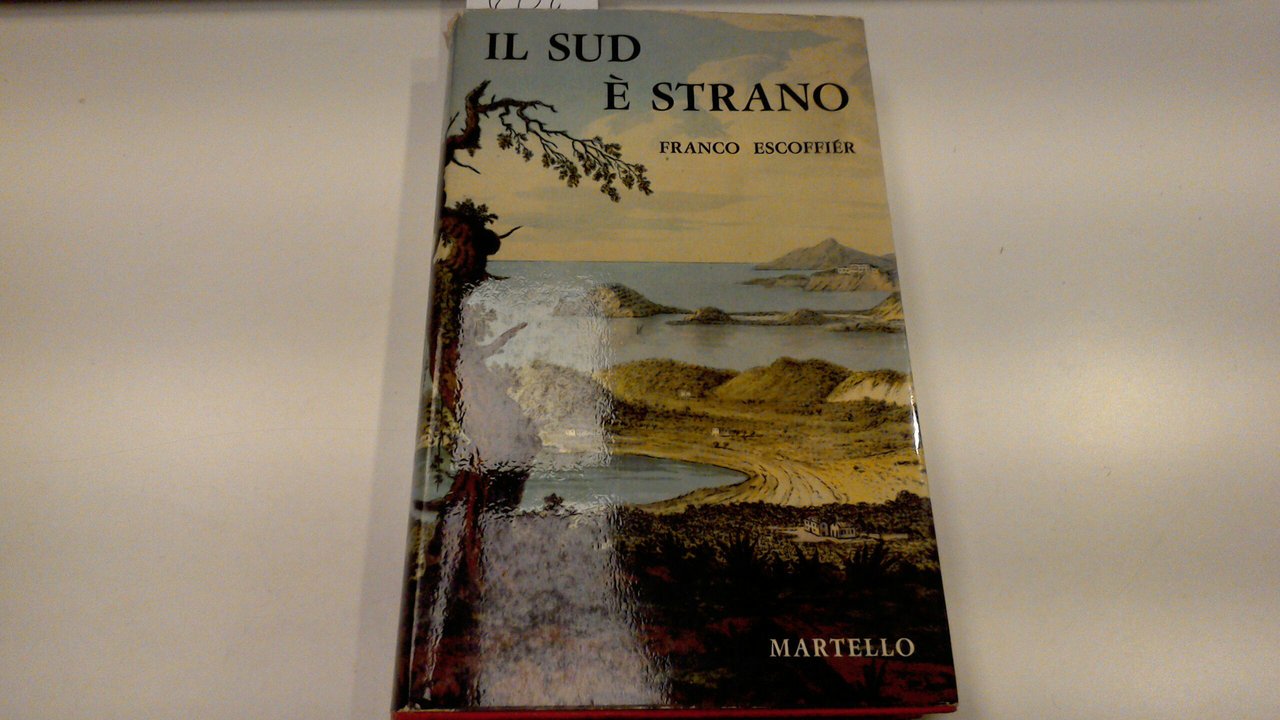 IL SUD
È STRANO
FRANCO ESCOFFIÉR
MARTELLO